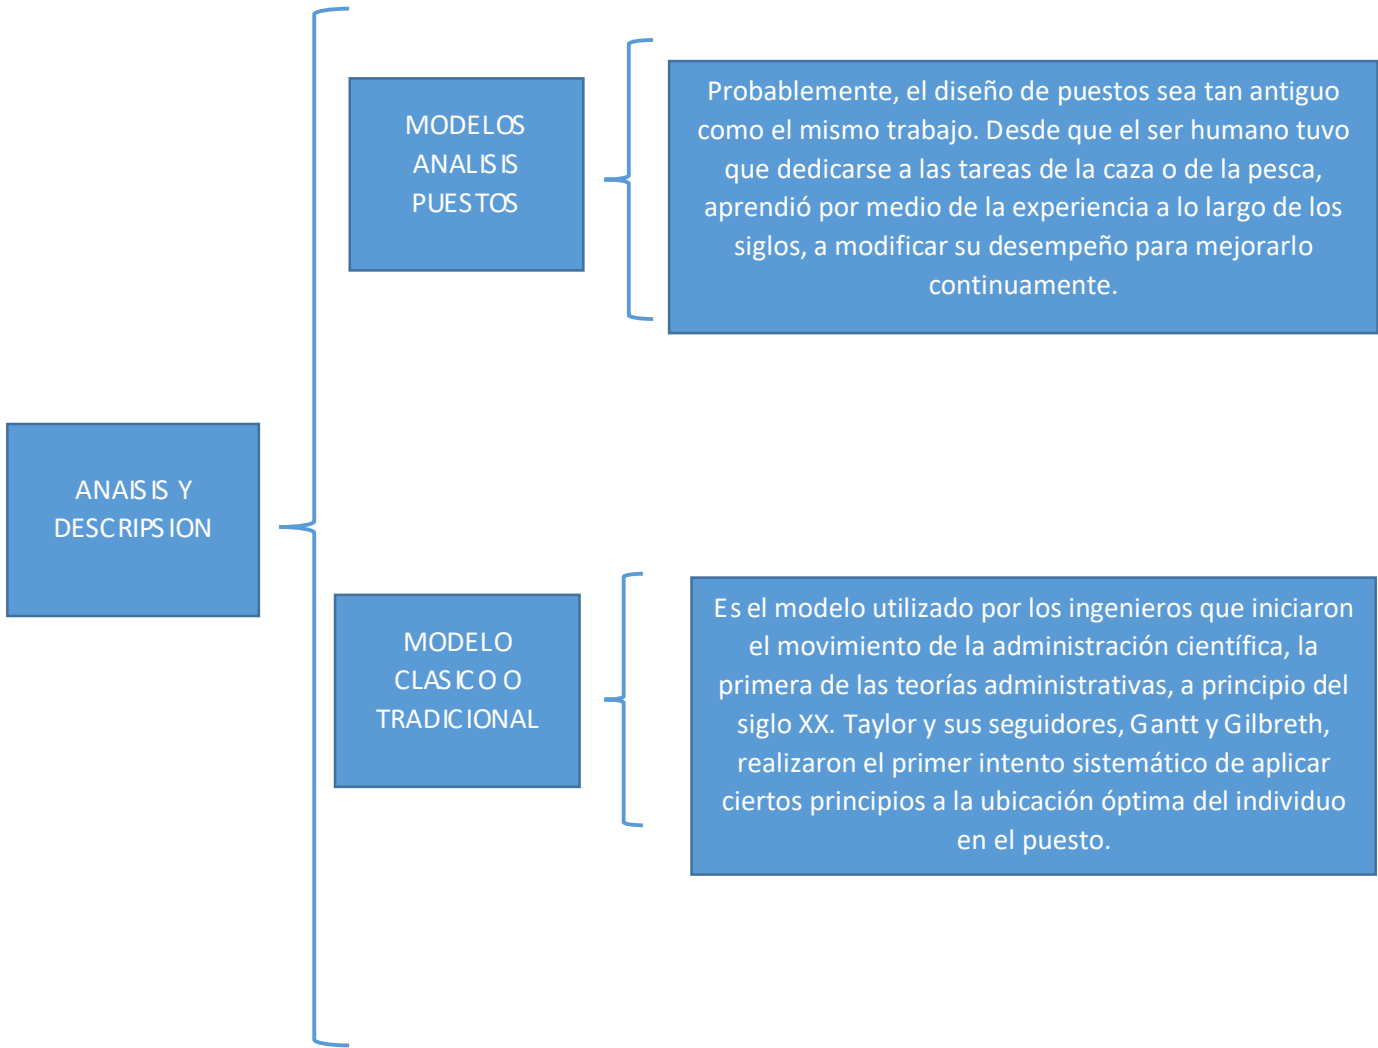 MODELOS
ANALISIS
PUESTOS
Probablemente, el diseño de puestos sea tan antiguo
como el mismo trabajo. Desde que el ser humano tuvo
que dedicarse a las tareas de la caza o de la pesca,
aprendió por medio de la experiencia a lo largo de los
siglos, a modificar su desempeño para mejorarlo
continuamente.
ANAISIS Y
DESCRIPSION
MODELO
CLASICO O
TRADICIONAL
Es el modelo utilizado por los ingenieros que iniciaron
el movimiento de la administración científica, la
primera de las teorías administrativas, a principio del
siglo XX. Taylor y sus seguidores, Gantt y Gilbreth,
realizaron el primer intento sistemático de aplicar
ciertos principios a la ubicación óptima del individuo
en el puesto.